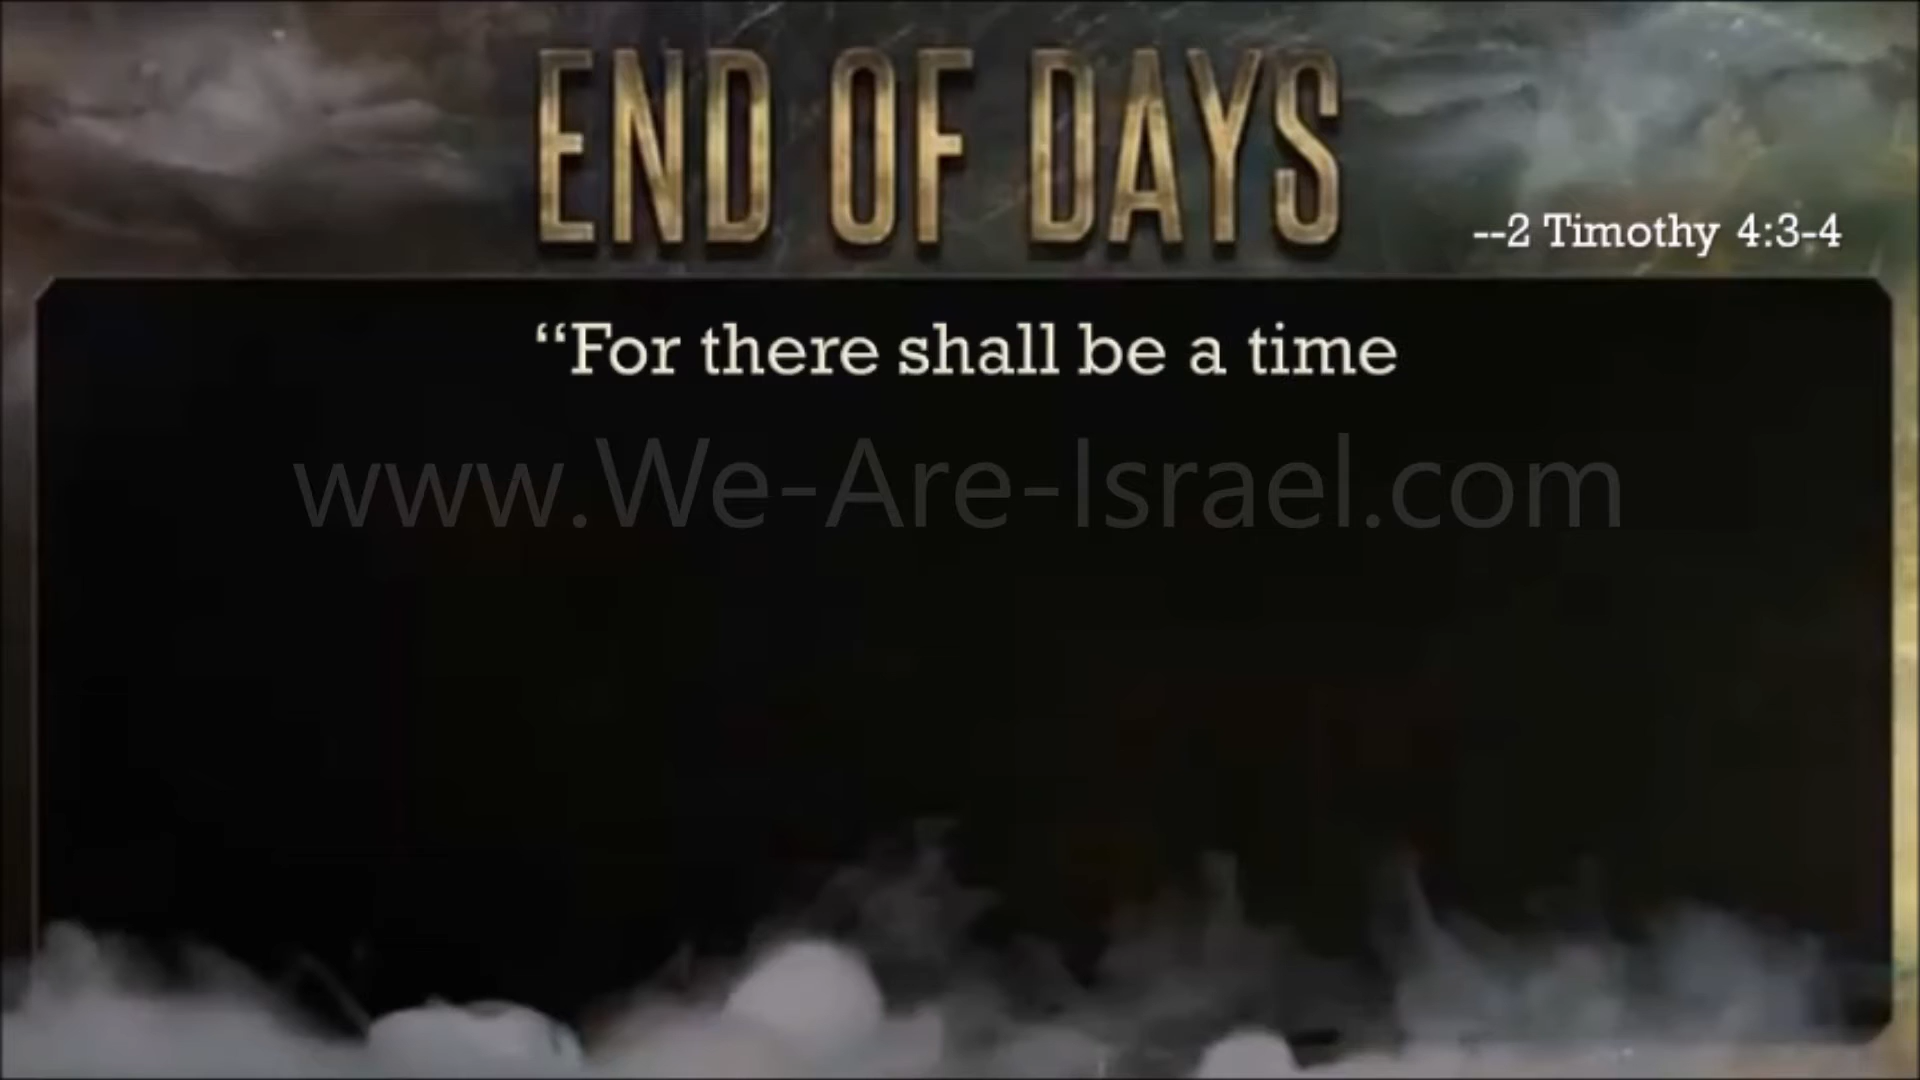 END OF DAYS
--2 Timothy 4:3-4
“For there shall be a time
www.We-Are-Israel.com